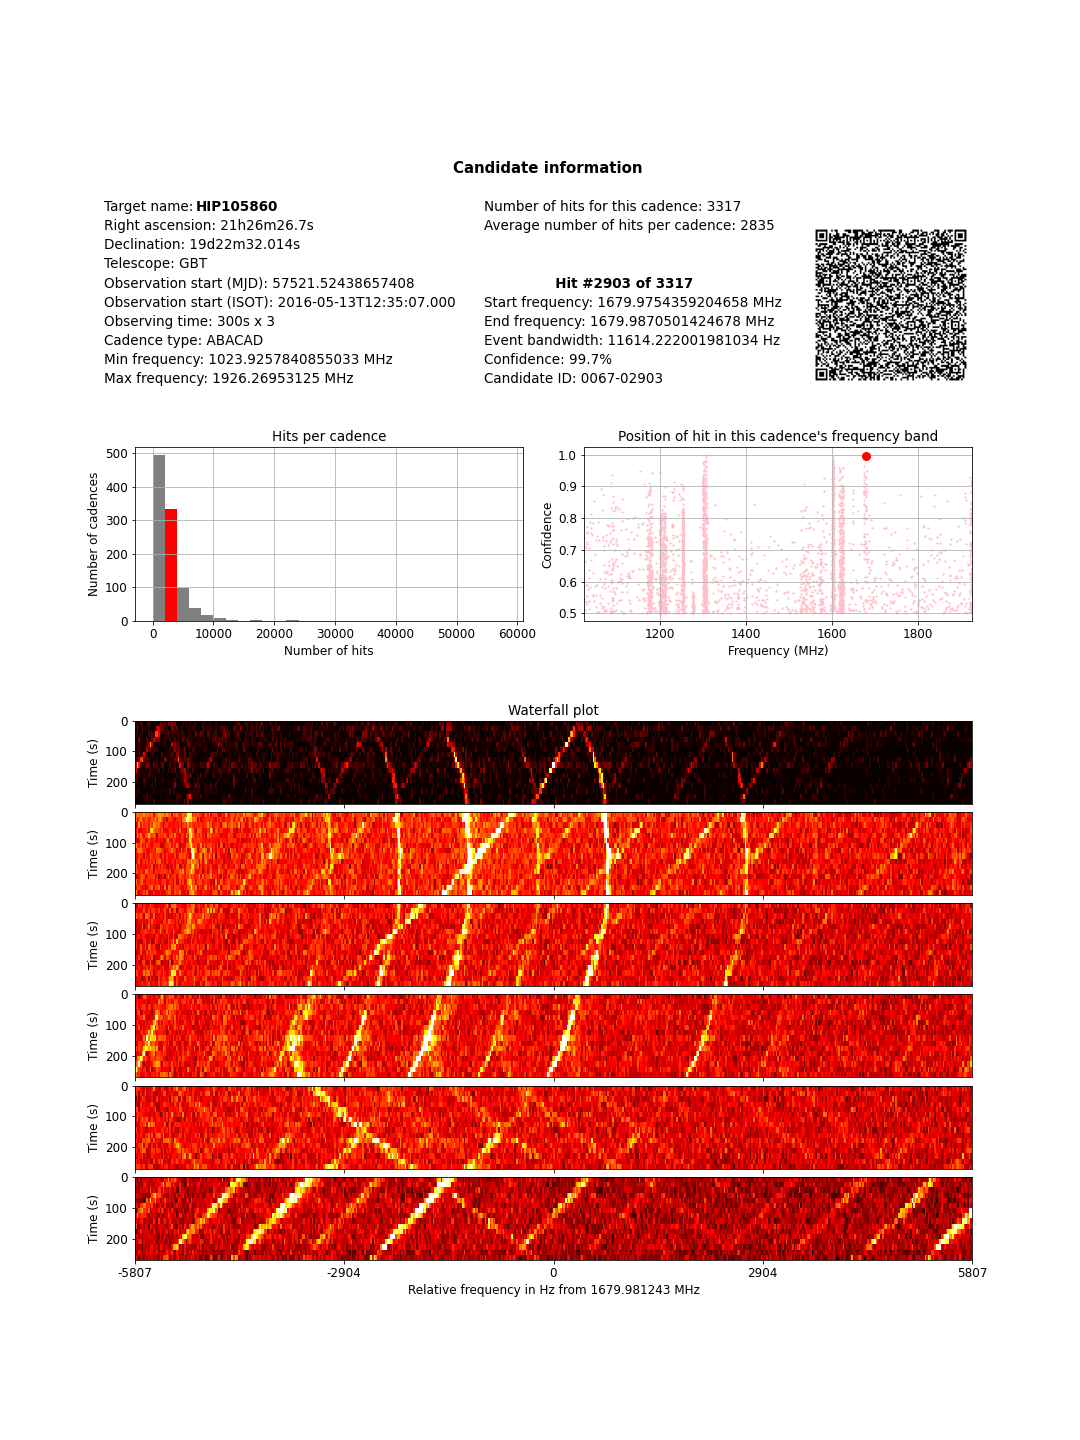 Candidate information
Target name: HIP105860
Right ascension: 21h26m26.7s
Declination: 19d22m32.014s
Telescope: GBT
Observation start (MJD): 57521.52438657408
Observation start (ISOT): 2016-05-13T12:35:07.000
Observing time: 300s x 3
Cadence type: ABACAD
Min frequency: 1023.9257840855033 MHz
Max frequency: 1926.26953125 MHz
Number of hits for this cadence: 3317
Average number of hits per cadence: 2835
Hit #2903 of 3317
Start frequency: 1679.9754359204658 MHz
End frequency: 1679.9870501424678 MHz
Event bandwidth: 11614.222001981034 Hz
Confidence: 99.7%
Candidate ID: 0067-02903
Hits per cadence
Number of cadences
500
400
300
200
100
0
0 10000 20000 30000 40000 50000 60000
Number of hits
Position of hit in this cadence's frequency band
Confidence
1.0
0.9
0.8
0.7
0.6
0.5
1200 1400 1600 1800
Frequency (MHz)
Waterfall plot
Time (s)
0
100
200
Time (s)
0
100
200
Time (s)
0
100
200
Time (s)
0
100
200
Time (s)
0
100
200
Time (s)
0
100
200
-5807 -2904 0 2904 5807
Relative frequency in Hz from 1679.981243 MHz